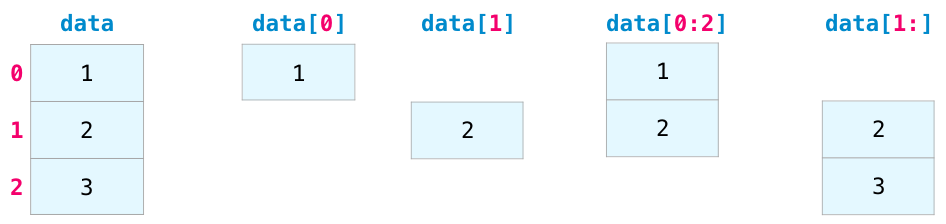 data data[0] data[1] data[0:2] data[1:]
0 1 1 1
1 2 2 2 2
2 3 3